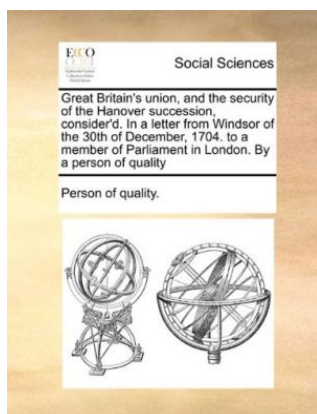 ECCO
Social Sciences
Great Britain's union, and the security
of the Hanover succession,
consider'd. In a letter from Windsor of
the 30th of December, 1704. to a
member of Parliament in London. By
a person of quality
Person of quality.